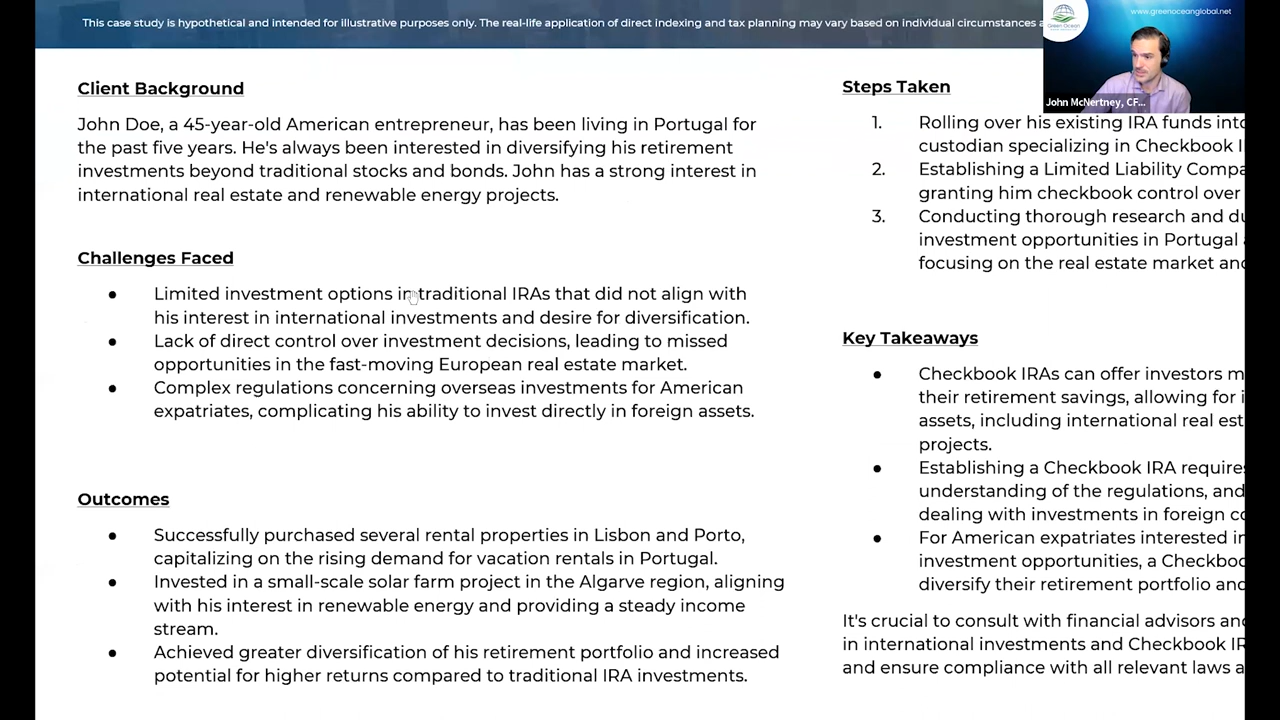 This case study is hypothetical and intended for illustrative purposes only. The real-life application of direct indexing and tax planning may vary based on individual circumstances a
www.greenoceanglobal.net
Green Ocean
John McNertney, CF...
Client Background
John Doe, a 45-year-old American entrepreneur, has been living in Portugal for
the past five years. He's always been interested in diversifying his retirement
investments beyond traditional stocks and bonds. John has a strong interest in
international real estate and renewable energy projects.
Challenges Faced
● Limited investment options in traditional IRAs that did not align with
his interest in international investments and desire for diversification.
● Lack of direct control over investment decisions, leading to missed
opportunities in the fast-moving European real estate market.
● Complex regulations concerning overseas investments for American
expatriates, complicating his ability to invest directly in foreign assets.
Outcomes
● Successfully purchased several rental properties in Lisbon and Porto,
capitalizing on the rising demand for vacation rentals in Portugal.
● Invested in a small-scale solar farm project in the Algarve region, aligning
with his interest in renewable energy and providing a steady income
stream.
● Achieved greater diversification of his retirement portfolio and increased
potential for higher returns compared to traditional IRA investments.
Steps Taken
1. Rolling over his existing IRA funds into
custodian specializing in Checkbook I
2. Establishing a Limited Liability Compa
granting him checkbook control over
3. Conducting thorough research and du
investment opportunities in Portugal a
focusing on the real estate market and
Key Takeaways
● Checkbook IRAs can offer investors m
their retirement savings, allowing for i
assets, including international real est
projects.
● Establishing a Checkbook IRA requires
understanding of the regulations, and
dealing with investments in foreign co
● For American expatriates interested in
investment opportunities, a Checkboo
diversify their retirement portfolio and
It's crucial to consult with financial advisors and
in international investments and Checkbook IR
and ensure compliance with all relevant laws a